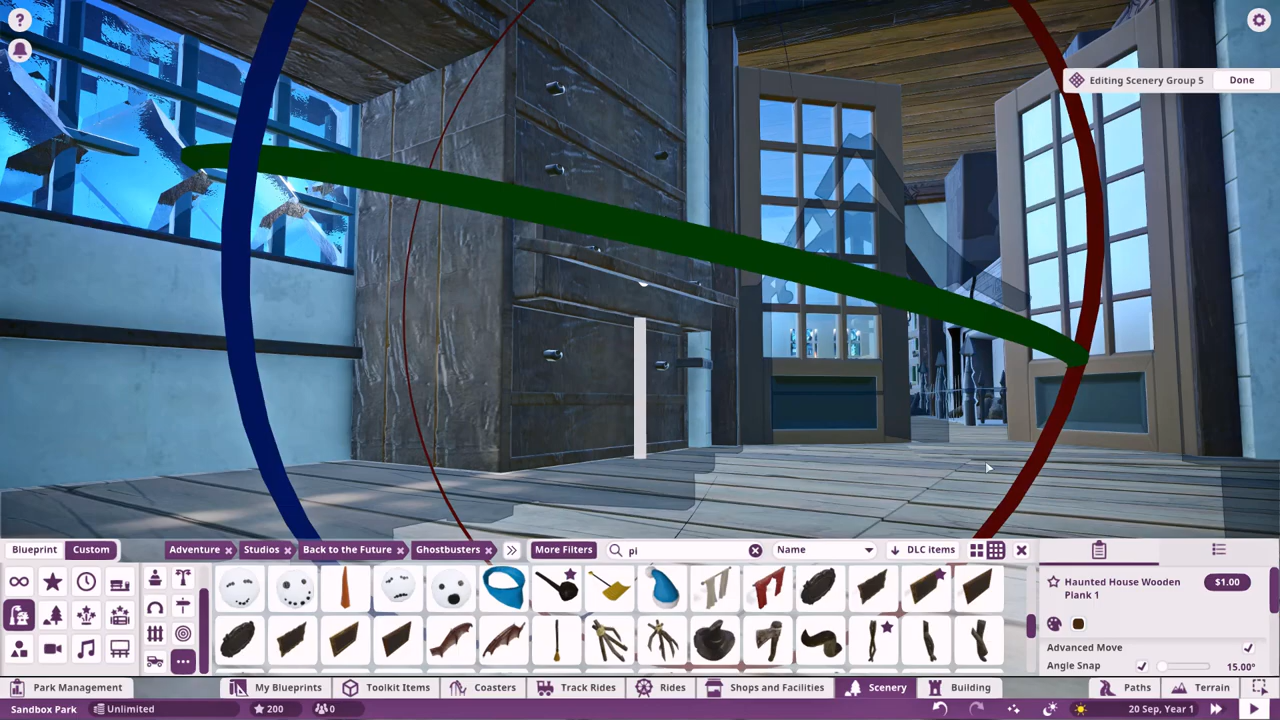 ?
Editing Scenery Group 5
Done
Blueprint
Custom
Adventure ×
Studios ×
Back to the Future ×
Ghostbusters ×
More Filters
pi
Name
DLC items
Haunted House Wooden Plank 1
$1.00
Advanced Move
Angle Snap
15.00°
Park Management
My Blueprints
Toolkit Items
Coasters
Track Rides
Rides
Shops and Facilities
Scenery
Building
Paths
Terrain
Sandbox Park
Unlimited
200
0
20 Sep, Year 1